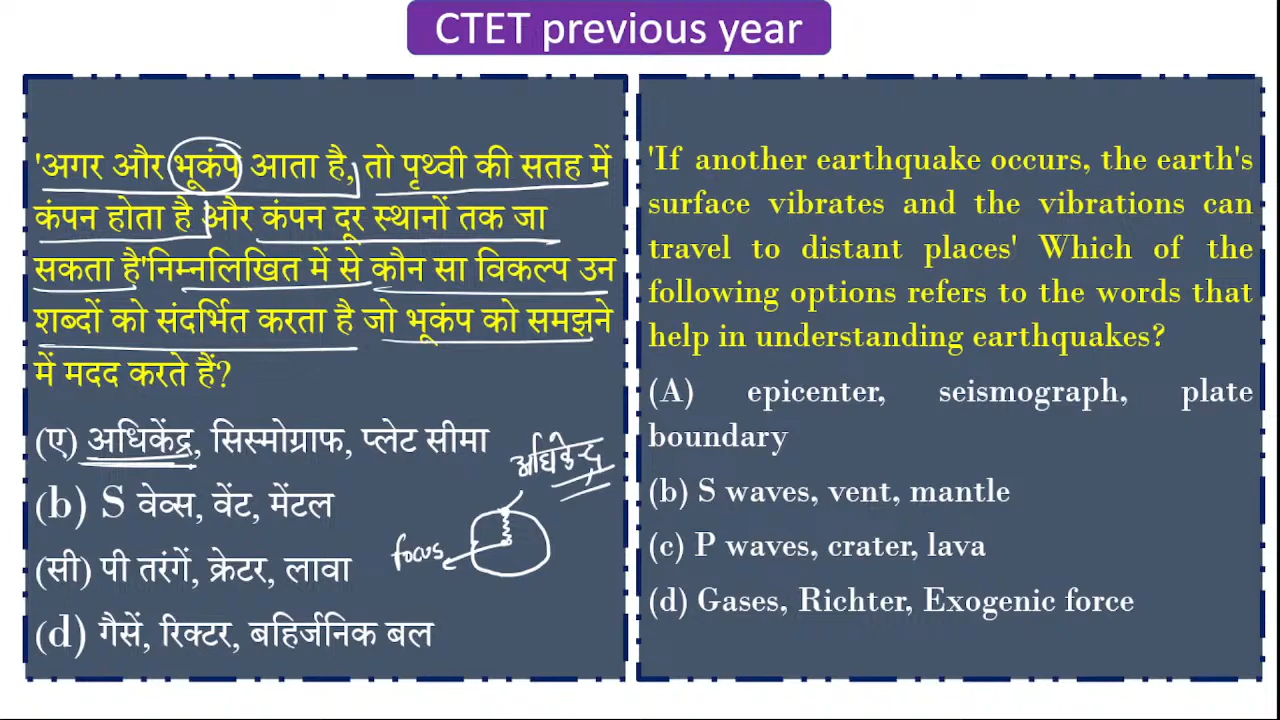 CTET previous year
'अगर और भूकंप आता है, तो पृथ्वी की सतह में
कंपन होता है और कंपन दूर स्थानों तक जा
सकता है'निम्नलिखित में से कौन सा विकल्प उन
शब्दों को संदर्भित करता है जो भूकंप को समझने
में मदद करते हैं?
(ए) अधिकेंद्र, सिस्मोग्राफ, प्लेट सीमा
अधिकेन्द्र
(b) S वेव्स, वेंट, मेंटल
focus
(सी) पी तरंगें, क्रेटर, लावा
(d) गैसें, रिक्टर, बहिर्जनिक बल
'If another earthquake occurs, the earth's
surface vibrates and the vibrations can
travel to distant places' Which of the
following options refers to the words that
help in understanding earthquakes?
(A) epicenter, seismograph, plate
boundary
(b) S waves, vent, mantle
(c) P waves, crater, lava
(d) Gases, Richter, Exogenic force